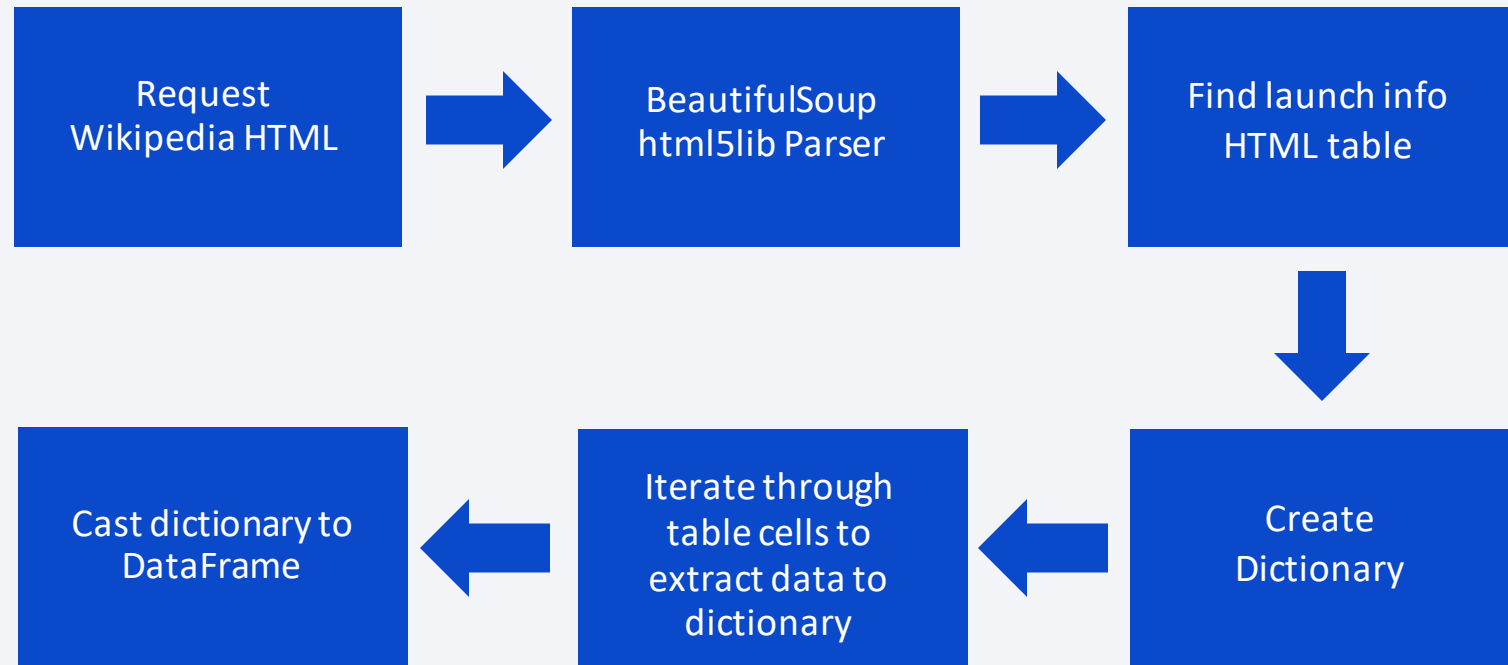 Request
Wikipedia HTML
BeautifulSoup
html5lib Parser
Find launch info
HTML table
Create
Dictionary
Iterate through
table cells to
extract data to
dictionary
Cast dictionary to
DataFrame